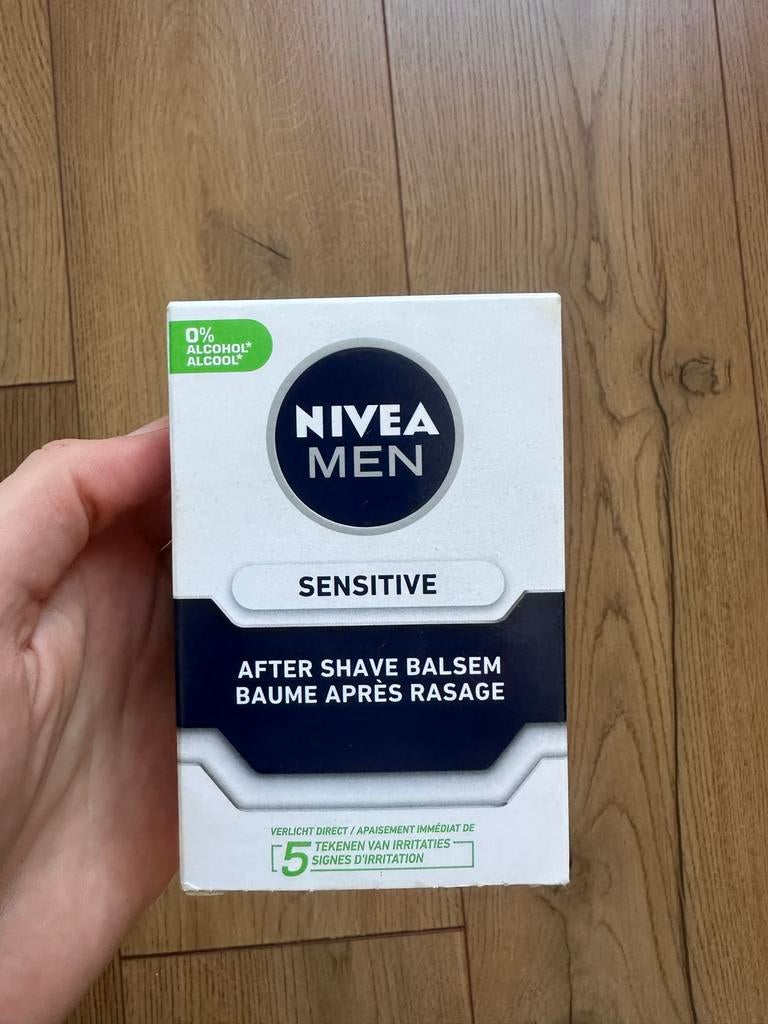 0%
ALCOHOL*
ALCOOL*
NIVEA
MEN
SENSITIVE
AFTER SHAVE BALSEM
BAUME APRÈS RASAGE
VERLICHT DIRECT / APAISEMENT IMMÉDIAT DE
5 TEKENEN VAN IRRITATIES
SIGNES D'IRRITATION